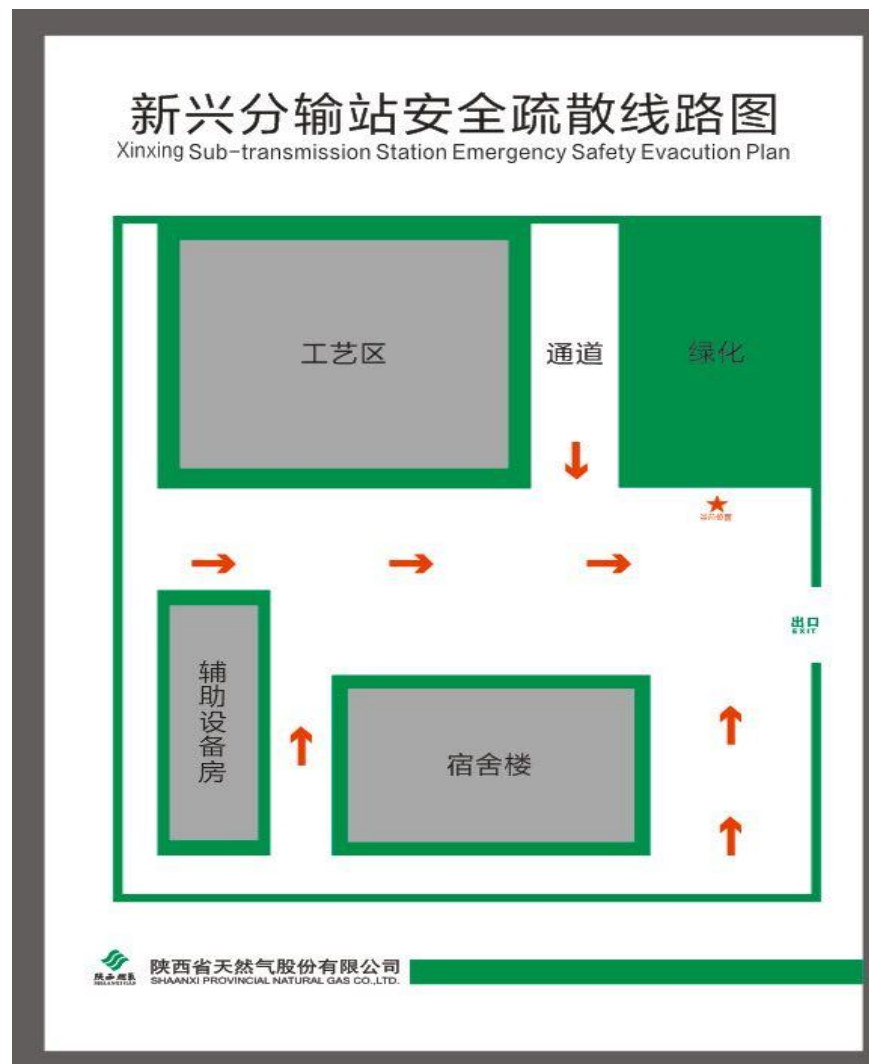 新兴分输站安全疏散线路图
Xinxing Sub-transmission Station Emergency Safety Evacution Plan
工艺区
通道
绿化
出口
EXIT
辅助设备房
宿舍楼
陕西省天然气股份有限公司
SHAANXI PROVINCIAL NATURAL GAS CO.,LTD.